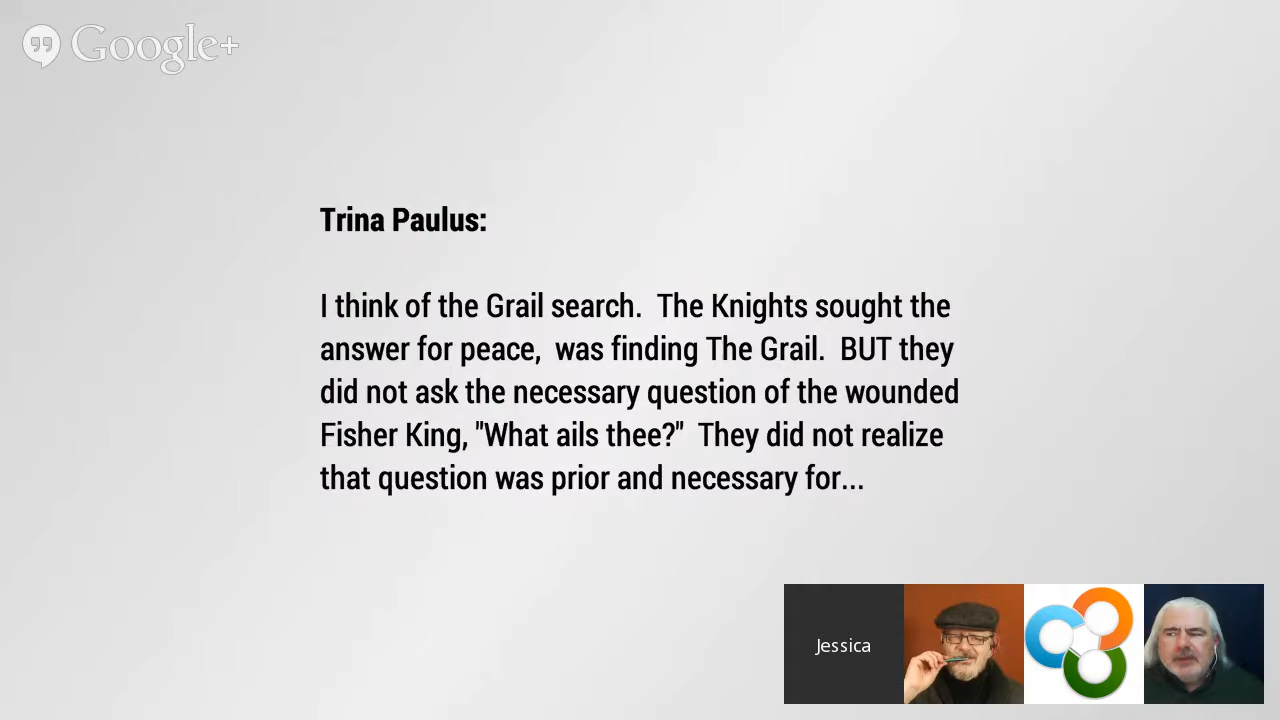 Google+
Trina Paulus:
I think of the Grail search.  The Knights sought the
answer for peace,  was finding The Grail.  BUT they
did not ask the necessary question of the wounded
Fisher King, "What ails thee?"  They did not realize
that question was prior and necessary for...
Jessica